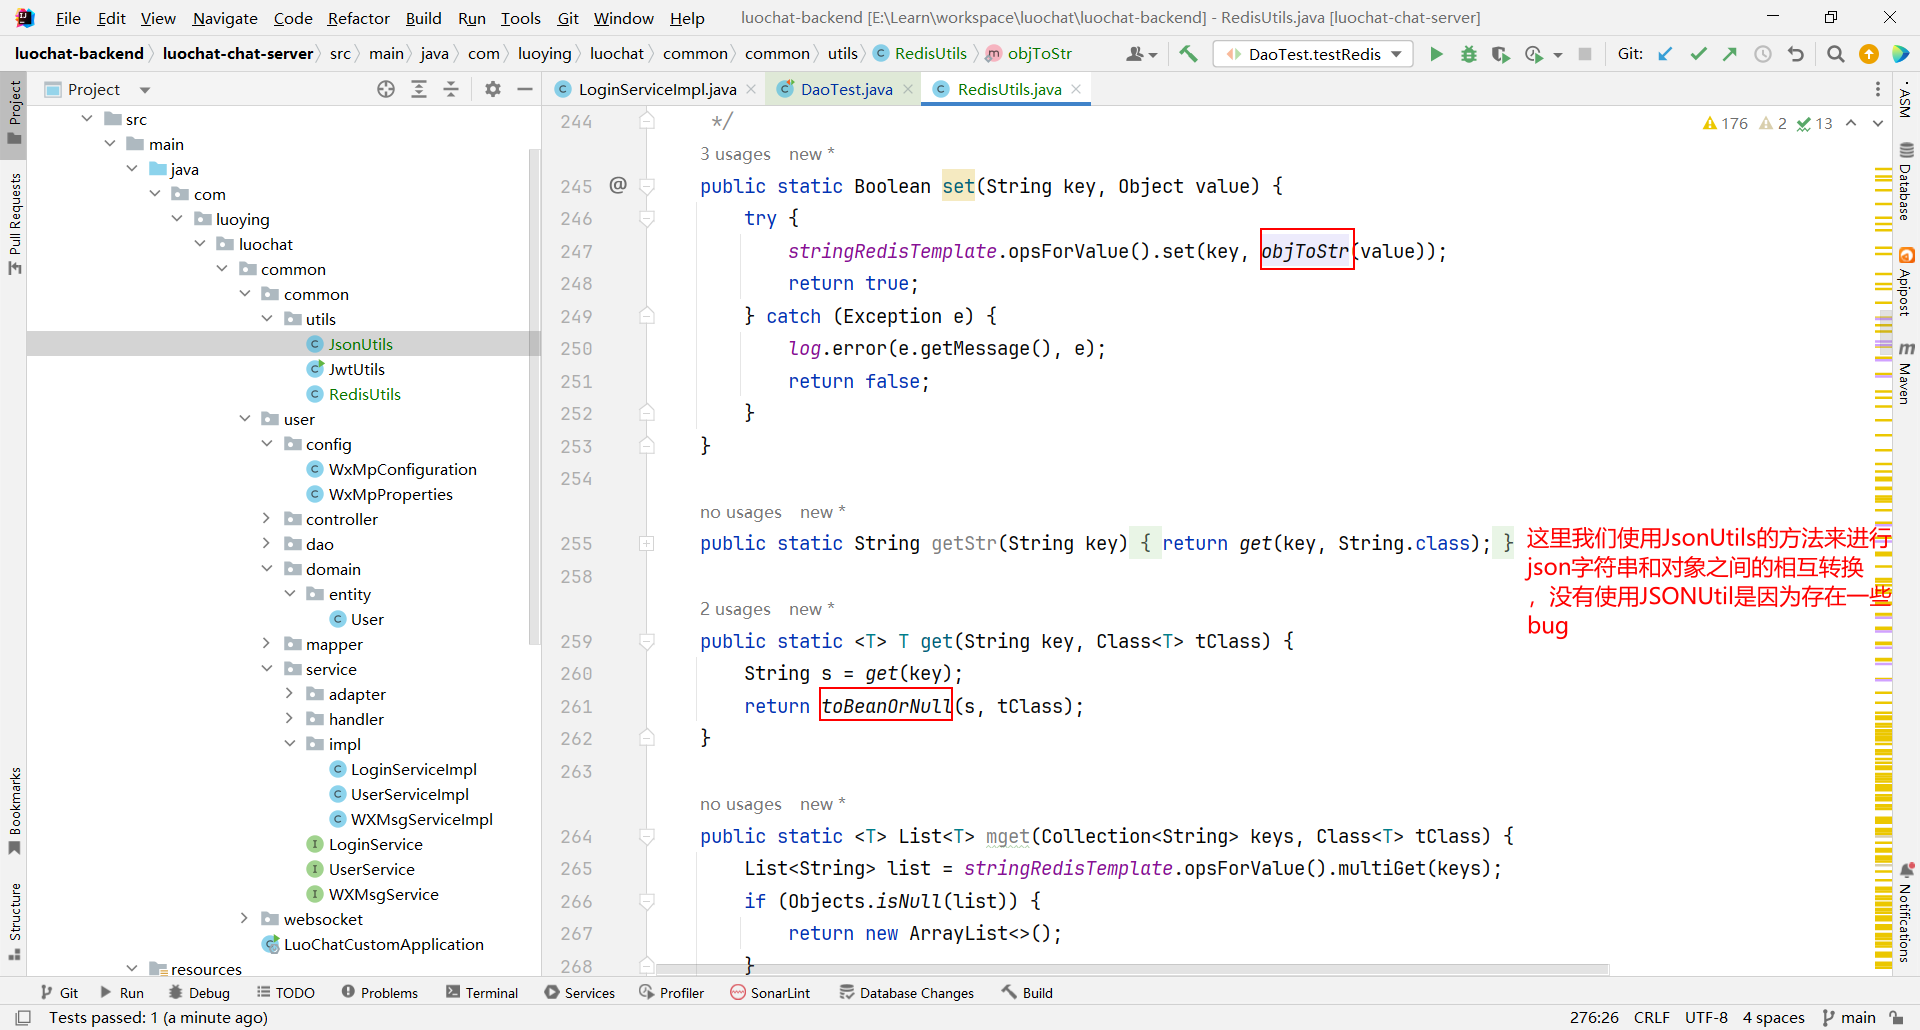 File Edit View Navigate Code Refactor Build Run Tools Git Window Help luochat-backend [E:\Learn\workspace\luochat\luochat-backend] - RedisUtils.java [luochat-chat-server]
luochat-backend luochat-chat-server src main java com luoying luochat common common utils RedisUtils objToStr DaoTest.testRedis Git:
Project
LoginServiceImpl.java DaoTest.java RedisUtils.java
Project
Pull Requests
Bookmarks
Structure
src
main
java
com
luoying
luochat
common
common
utils
JsonUtils
JwtUtils
RedisUtils
user
config
WxMpConfiguration
WxMpProperties
controller
dao
domain
entity
User
mapper
service
adapter
handler
impl
LoginServiceImpl
UserServiceImpl
WXMsgServiceImpl
LoginService
UserService
WXMsgService
websocket
LuoChatCustomApplication
resources
176 2 13
244 */
3 usages new *
245 @ public static Boolean set(String key, Object value) {
246 try {
247 stringRedisTemplate.opsForValue().set(key, objToStr(value));
248 return true;
249 } catch (Exception e) {
250 log.error(e.getMessage(), e);
251 return false;
252 }
253 }
254
no usages new *
255 public static String getStr(String key) { return get(key, String.class); }
258
2 usages new *
259 public static <T> T get(String key, Class<T> tClass) {
260 String s = get(key);
261 return toBeanOrNull(s, tClass);
262 }
263
no usages new *
264 public static <T> List<T> mget(Collection<String> keys, Class<T> tClass) {
265 List<String> list = stringRedisTemplate.opsForValue().multiGet(keys);
266 if (Objects.isNull(list)) {
267 return new ArrayList<>();
268 }
这里我们使用JsonUtils的方法来进行
json字符串和对象之间的相互转换
，没有使用JSONUtil是因为存在一些
bug
ASM
Database
Apipost
Maven
Notifications
Git Run Debug TODO Problems Terminal Services Profiler SonarLint Database Changes Build
Tests passed: 1 (a minute ago) 276:26 CRLF UTF-8 4 spaces main